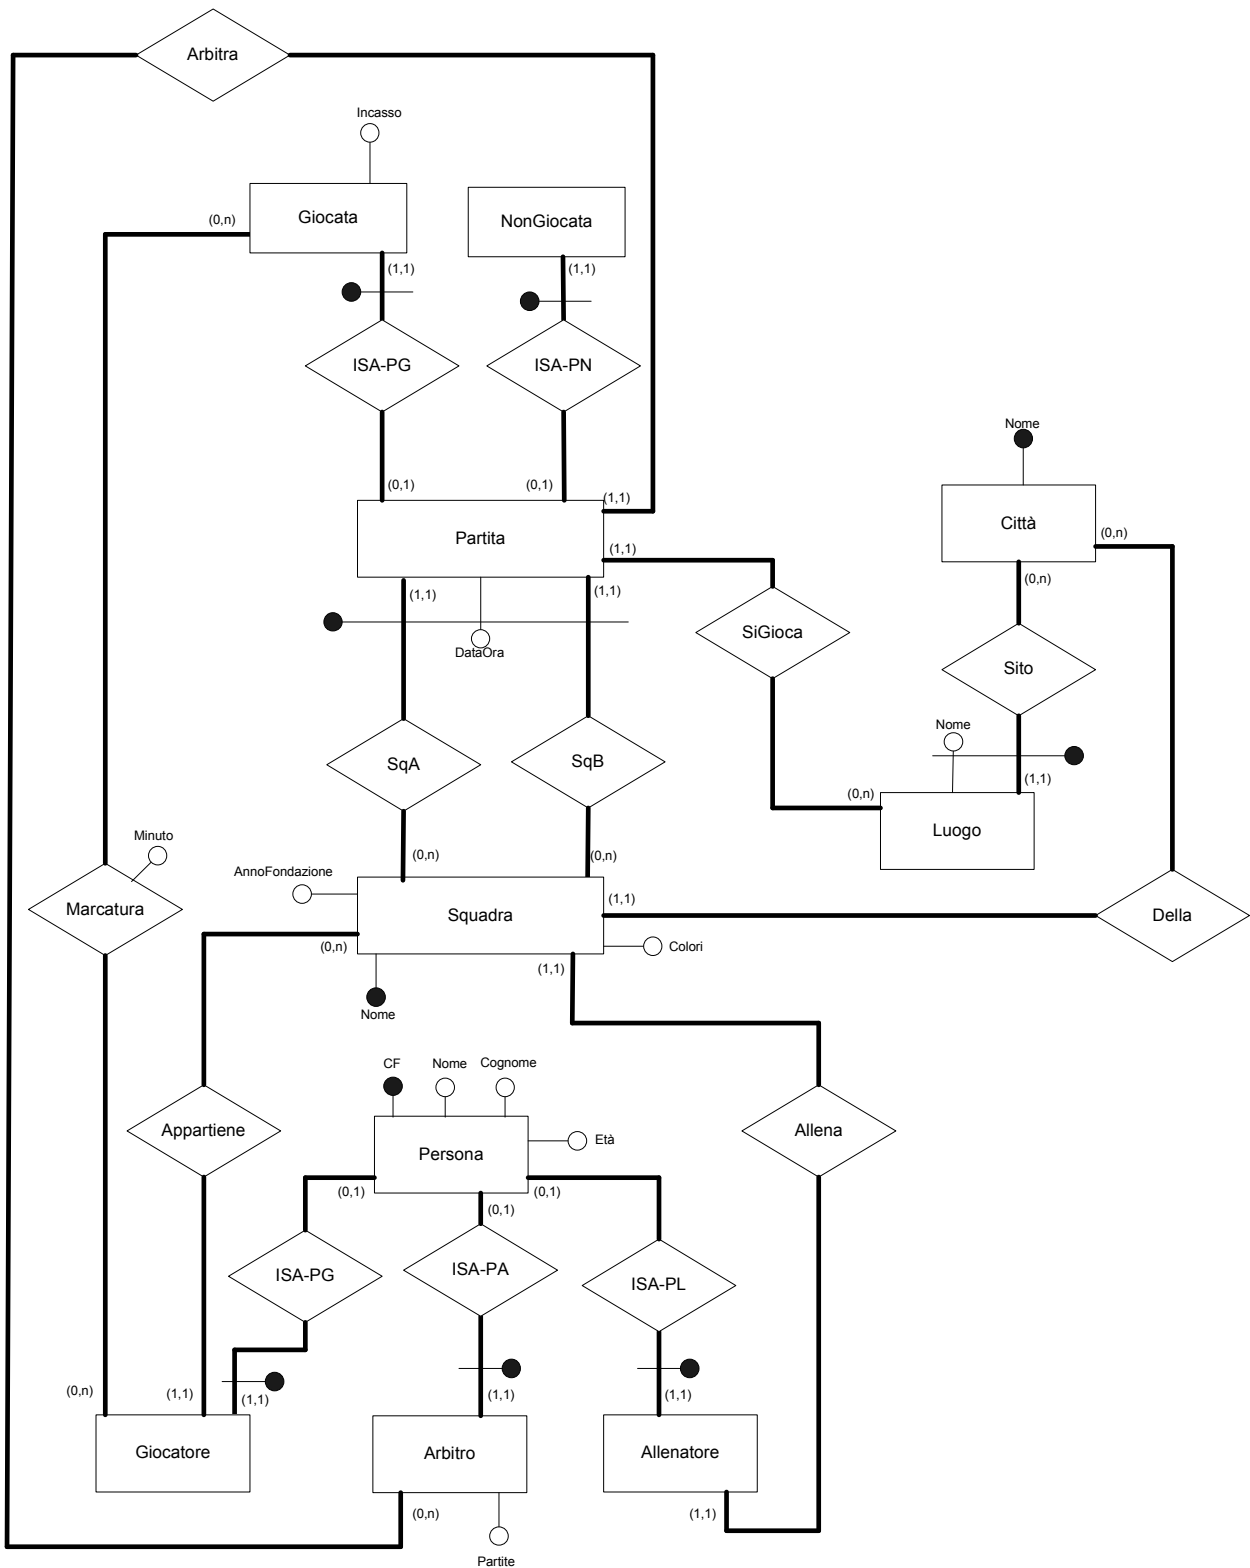 Arbitra
Incasso
Giocata
NonGiocata
(0,n)
(1,1)
(1,1)
ISA-PG
ISA-PN
Nome
(0,1)
(0,1)
(1,1)
Città
(0,n)
Partita
(1,1)
(0,n)
(1,1)
(1,1)
SiGioca
DataOra
Sito
Nome
SqA
SqB
(1,1)
(0,n)
Luogo
Minuto
(0,n)
(0,n)
AnnoFondazione
(1,1)
Marcatura
Squadra
Della
(0,n)
Colori
(1,1)
Nome
CF
Nome
Cognome
Appartiene
Allena
Età
Persona
(0,1)
(0,1)
(0,1)
ISA-PG
ISA-PA
ISA-PL
(0,n)
(1,1)
(1,1)
(1,1)
(1,1)
Giocatore
Arbitro
Allenatore
(0,n)
(1,1)
Partite